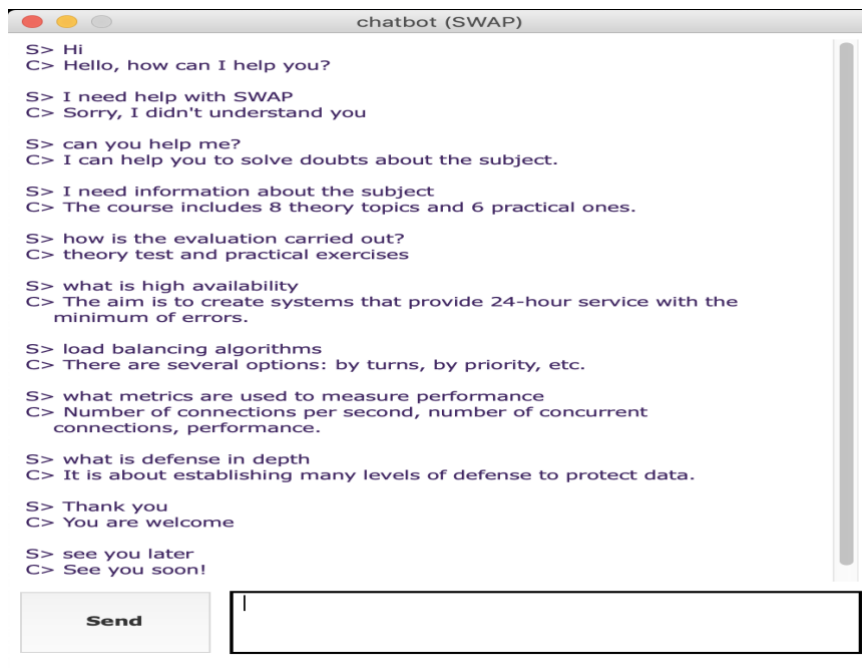 chatbot (SWAP)
S> Hi
C> Hello, how can I help you?
S> I need help with SWAP
C> Sorry, I didn't understand you
S> can you help me?
C> I can help you to solve doubts about the subject.
S> I need information about the subject
C> The course includes 8 theory topics and 6 practical ones.
S> how is the evaluation carried out?
C> theory test and practical exercises
S> what is high availability
C> The aim is to create systems that provide 24-hour service with the
minimum of errors.
S> load balancing algorithms
C> There are several options: by turns, by priority, etc.
S> what metrics are used to measure performance
C> Number of connections per second, number of concurrent
connections, performance.
S> what is defense in depth
C> It is about establishing many levels of defense to protect data.
S> Thank you
C> You are welcome
S> see you later
C> See you soon!
Send